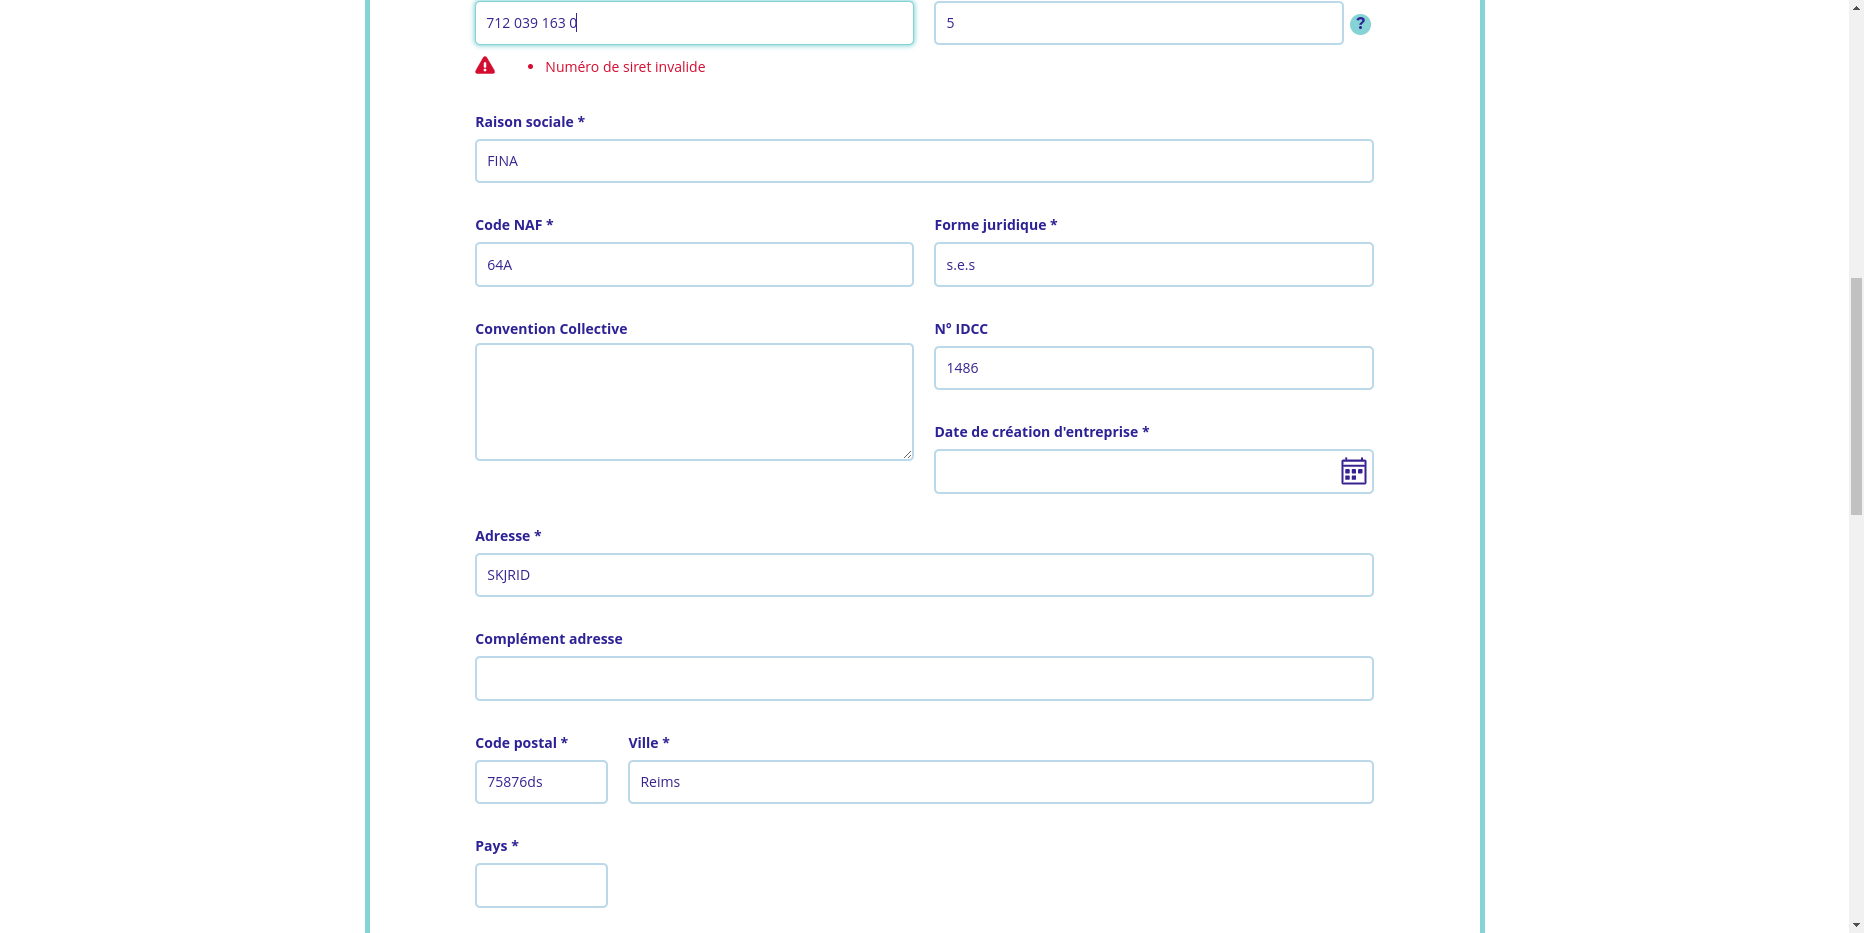 712 039 163 0
5
?
Numéro de siret invalide
Raison sociale *
FINA
Code NAF *
Forme juridique *
64A
s.e.s
Convention Collective
N° IDCC
1486
Date de création d'entreprise *
Adresse *
SKJRID
Complément adresse
Code postal *
Ville *
75876ds
Reims
Pays *